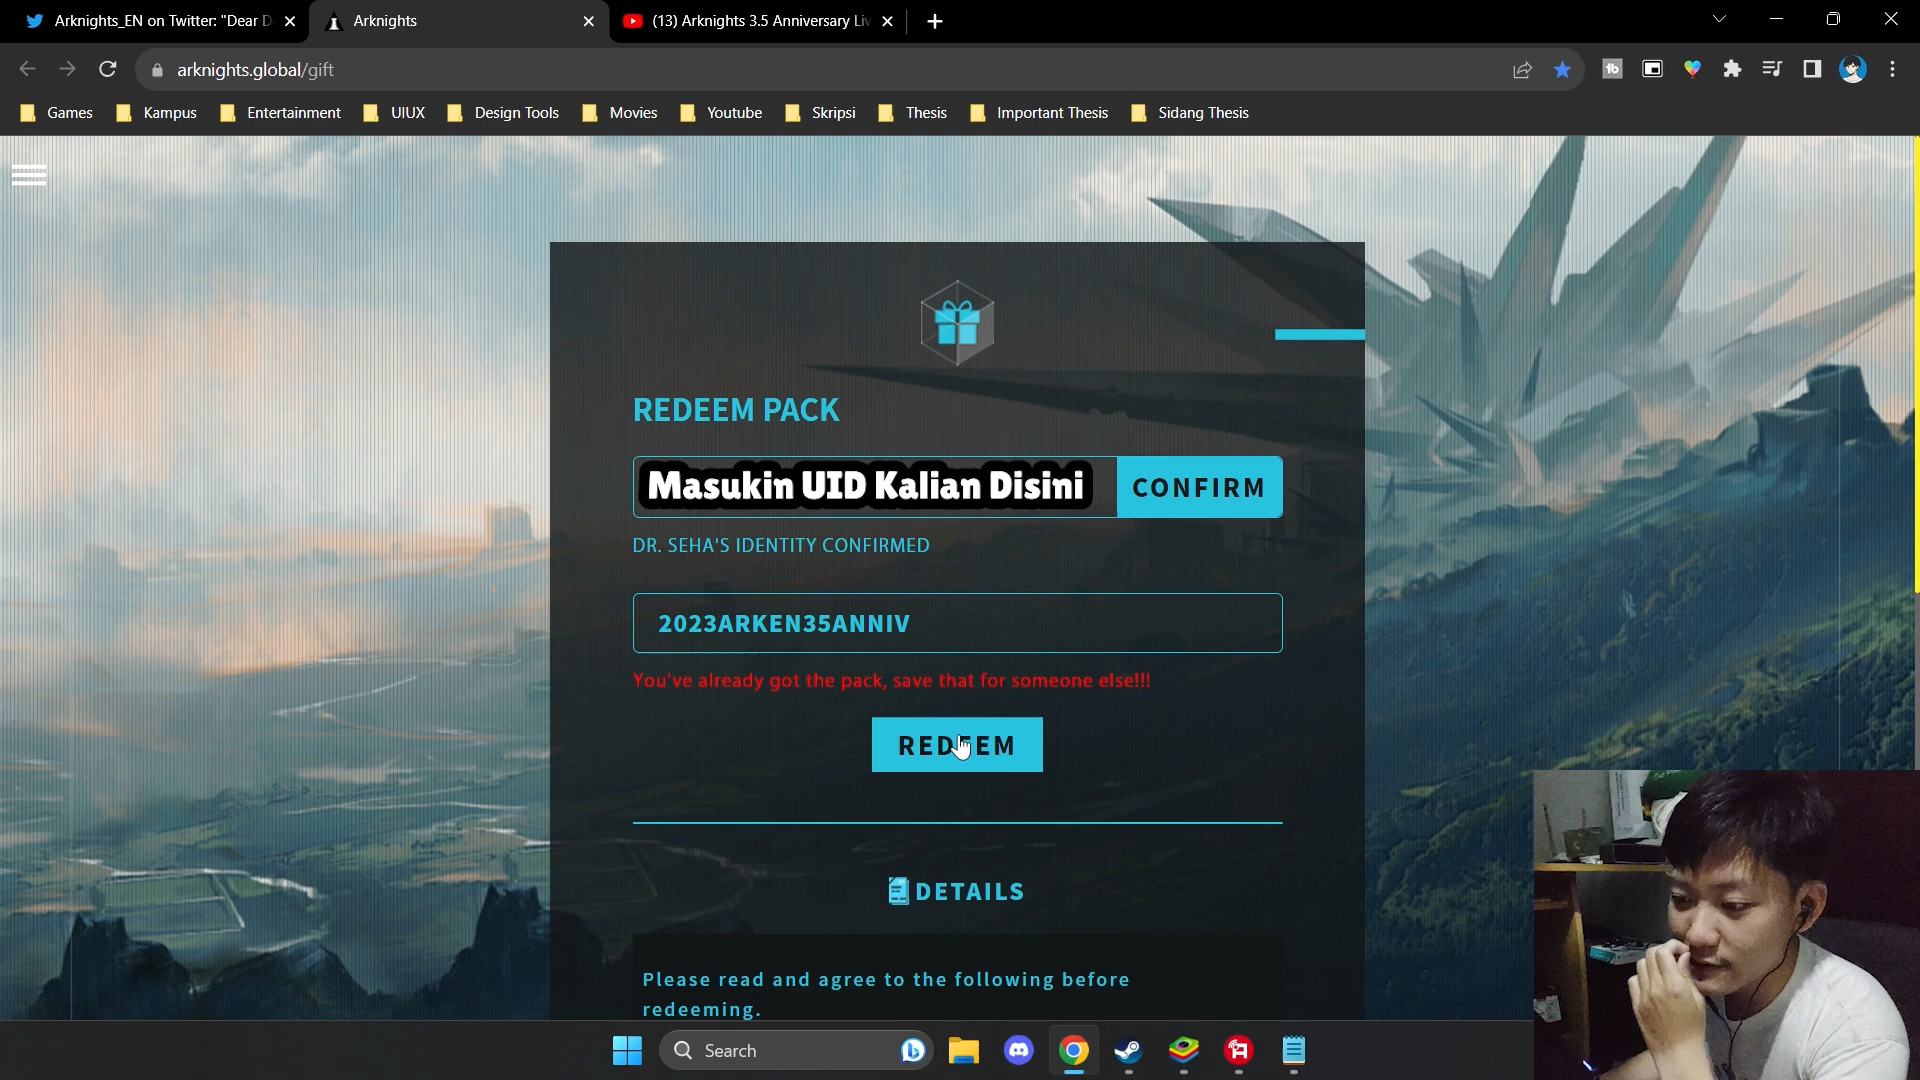 Arknights_EN on Twitter: "Dear D
Arknights
(13) Arknights 3.5 Anniversary Liv
arknights.global/gift
Games
Kampus
Entertainment
UIUX
Design Tools
Movies
Youtube
Skripsi
Thesis
Important Thesis
Sidang Thesis
REDEEM PACK
Masukin UID Kalian Disini
CONFIRM
DR. SEHA'S IDENTITY CONFIRMED
2023ARKEN35ANNIV
You've already got the pack, save that for someone else!!!
REDEEM
DETAILS
Please read and agree to the following before
redeeming.
Search